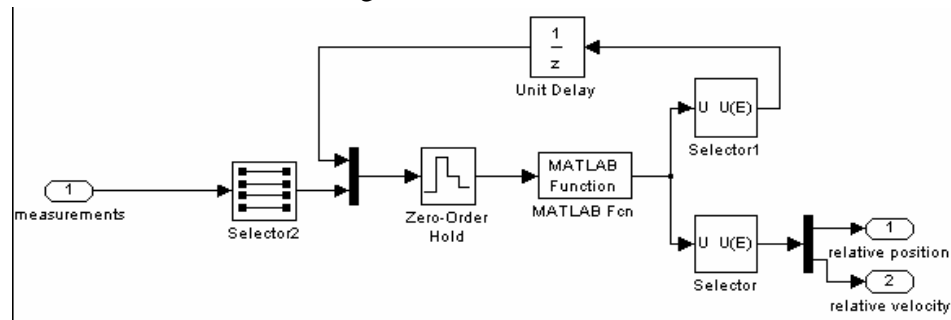 1
z
Unit Delay
U U(E)
Selector1
MATLAB
Function
MATLAB Fcn
1
measurements
Selector2
Zero-Order
Hold
U U(E)
Selector
1
relative position
2
relative velocity